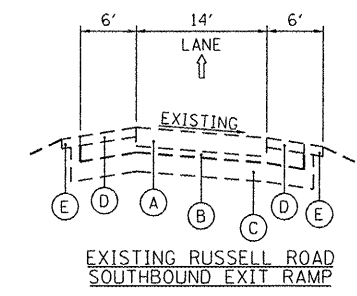 6' 14' 6'
LANE
EXISTING
E D A B C D E
EXISTING RUSSELL ROAD
SOUTHBOUND EXIT RAMP